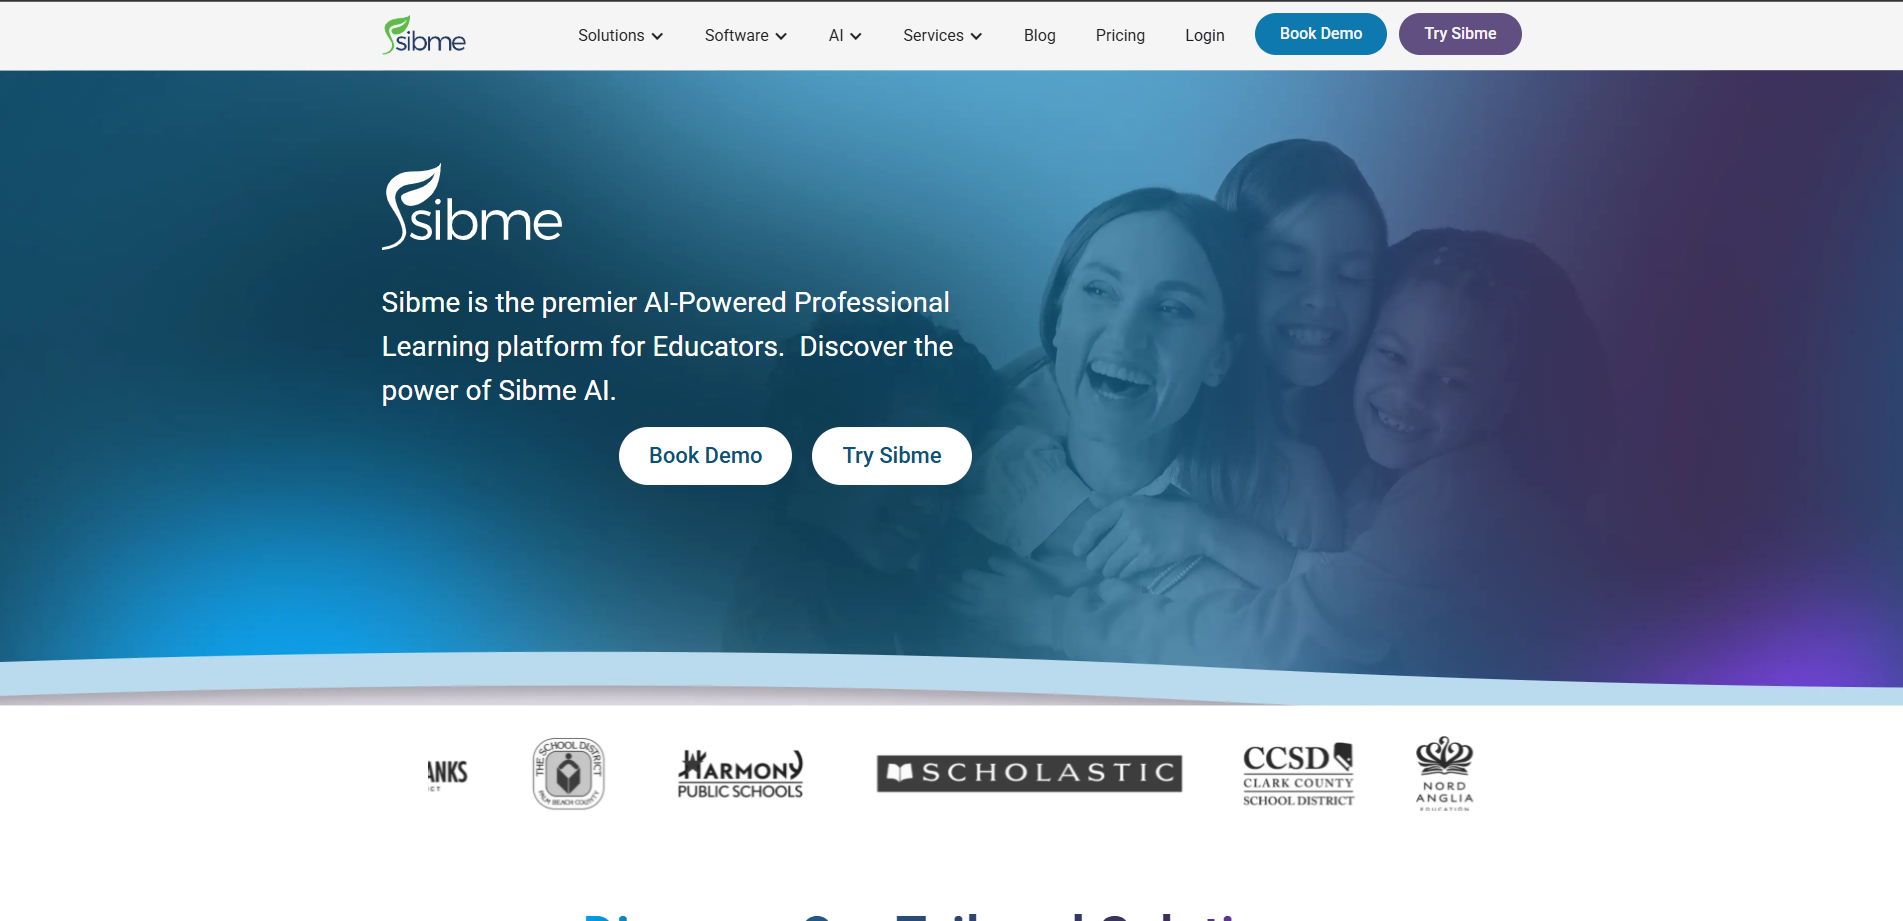 sibme
Solutions
Software
AI
Services
Blog
Pricing
Login
Book Demo
Try Sibme
sibme
Sibme is the premier AI-Powered Professional
Learning platform for Educators.  Discover the
power of Sibme AI.
Book Demo
Try Sibme
ANKS
CT
THE SCHOOL DISTRICT
PALM BEACH COUNTY
HARMONY
PUBLIC SCHOOLS
SCHOLASTIC
CCSD
CLARK COUNTY
SCHOOL DISTRICT
NORD
ANGLIA
EDUCATION